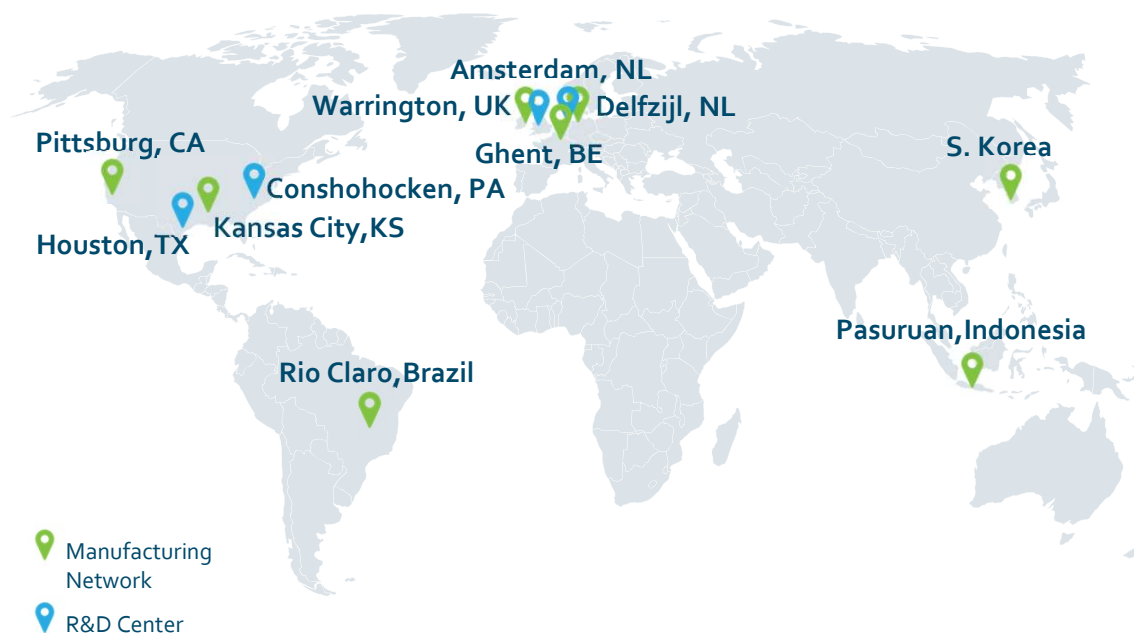 Amsterdam, NL
Warrington, UK
Delfzijl, NL
Pittsburg, CA
Ghent, BE
S. Korea
Conshohocken, PA
Kansas City,KS
Houston,TX
Pasuruan,Indonesia
Rio Claro,Brazil
Manufacturing
Network
R&D Center